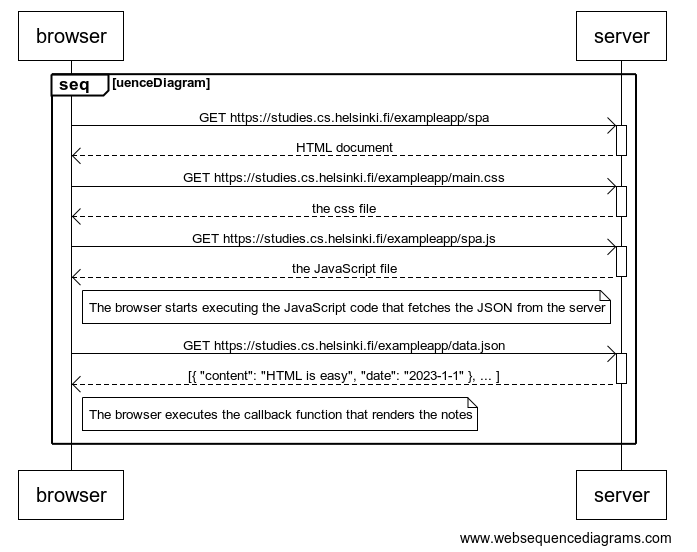 browser server
seq [uenceDiagram]
GET https://studies.cs.helsinki.fi/exampleapp/spa
HTML document
GET https://studies.cs.helsinki.fi/exampleapp/main.css
the css file
GET https://studies.cs.helsinki.fi/exampleapp/spa.js
the JavaScript file
The browser starts executing the JavaScript code that fetches the JSON from the server
GET https://studies.cs.helsinki.fi/exampleapp/data.json
[{ "content": "HTML is easy", "date": "2023-1-1" }, ... ]
The browser executes the callback function that renders the notes
browser server
www.websequencediagrams.com